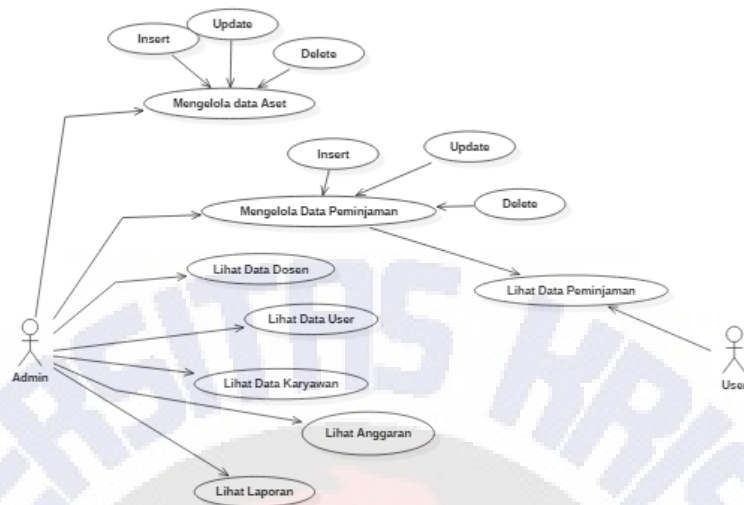 Update
Insert
Delete
Mengelola data Aset
Update
Insert
Delete
Mengelola Data Peminjaman
Lihat Data Dosen
Lihat Data Peminjaman
Lihat Data User
Admin
User
Lihat Data Karyawan
Lihat Anggaran
Lihat Laporan